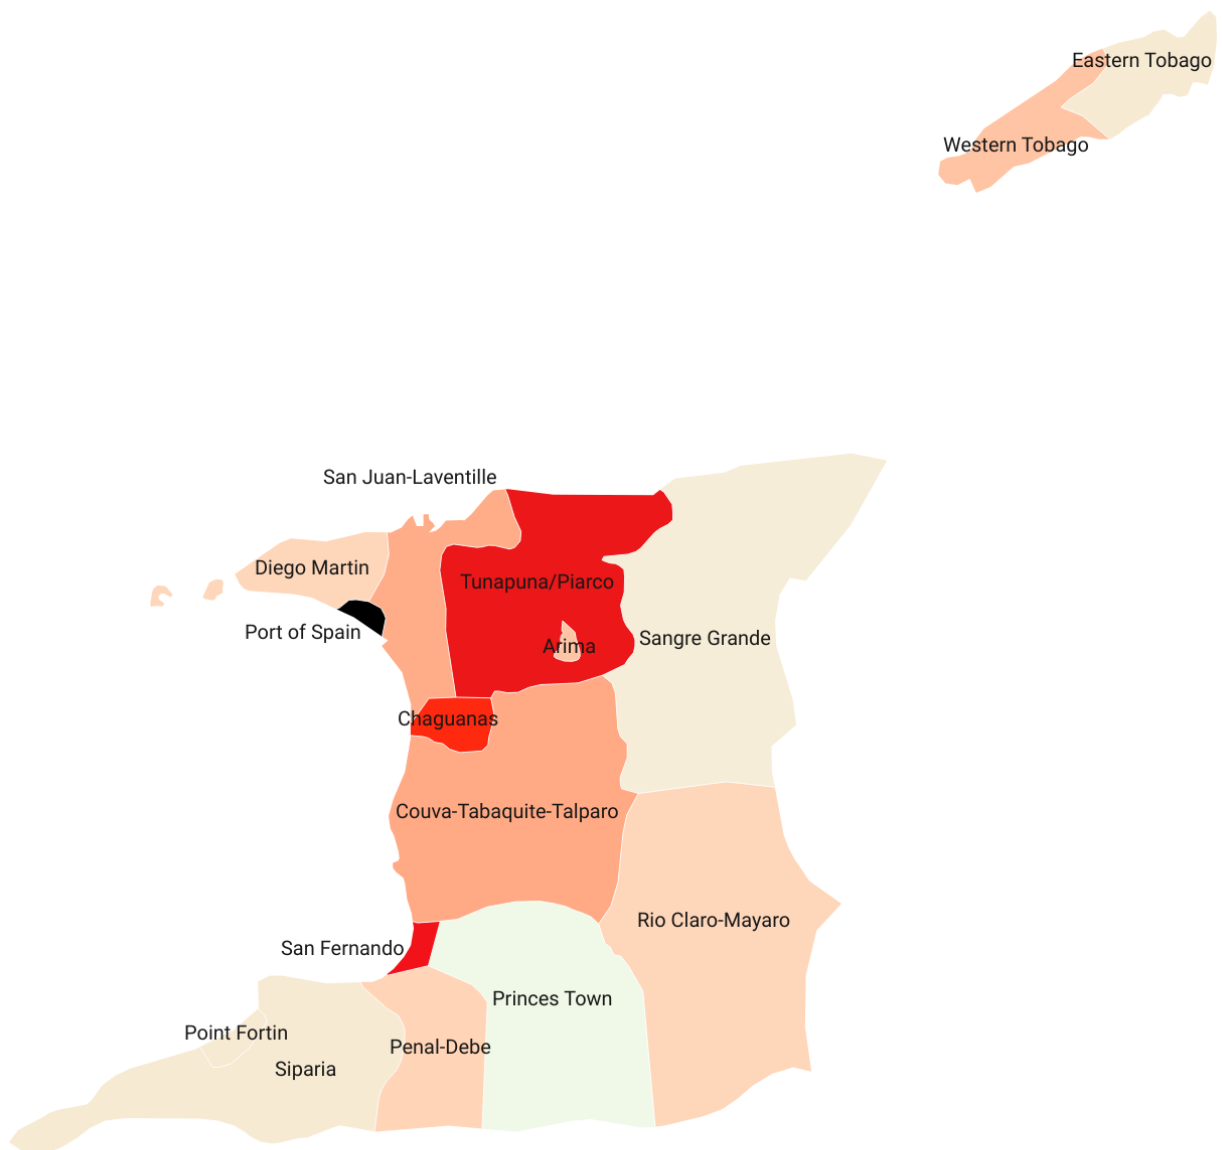 Eastern Tobago
Western Tobago
San Juan-Laventille
Diego Martin
Tunapuna/Piarco
Port of Spain
Sangre Grande
Arima
Chaguanas
Couva-Tabaquite-Talparo
Rio Claro-Mayaro
San Fernando
Princes Town
Point Fortin
Penal-Debe
Siparia